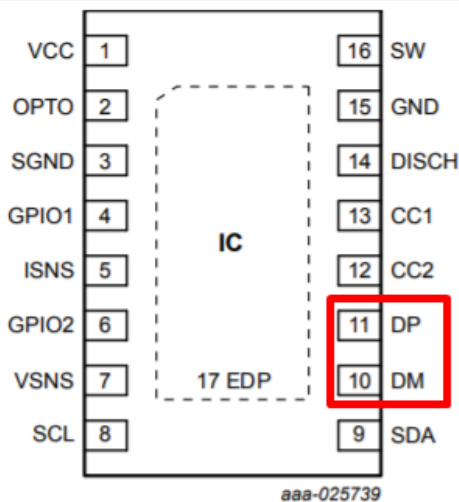 VCC 1 16 SW
OPTO 2 15 GND
SGND 3 14 DISCH
GPIO1 4 13 CC1
IC
ISNS 5 12 CC2
GPIO2 6 11 DP
VSNS 7 17 EDP 10 DM
SCL 8 9 SDA
aaa-025739